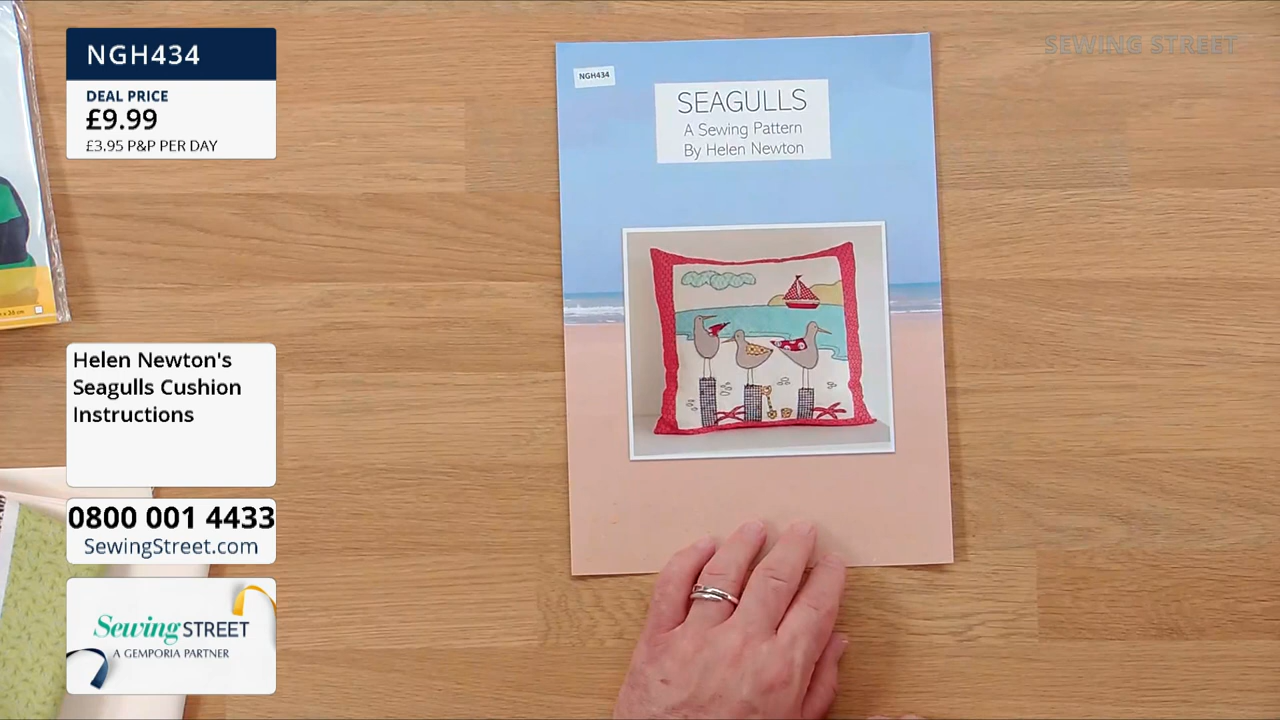 NGH434
DEAL PRICE
£9.99
£3.95 P&P PER DAY
Helen Newton's
Seagulls Cushion
Instructions
0800 001 4433
SewingStreet.com
Sewing STREET
A GEMPORIA PARTNER
NGH434
SEAGULLS
A Sewing Pattern
By Helen Newton
SEWING STREET